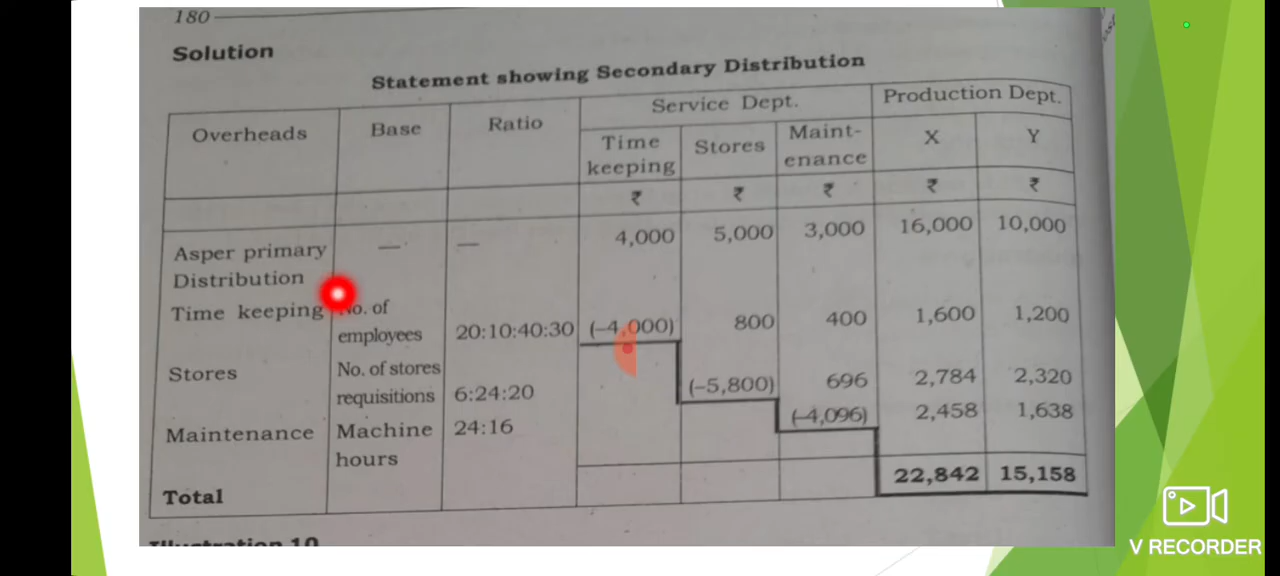 180
Solution
Statement showing Secondary Distribution
Overheads Base Ratio Service Dept. Production Dept.
Time keeping Stores Maint-enance X Y
₹ ₹ ₹ ₹ ₹
Asper primary Distribution — — 4,000 5,000 3,000 16,000 10,000
Time keeping No. of employees 20:10:40:30 (–4,000) 800 400 1,600 1,200
Stores No. of stores requisitions 6:24:20 (–5,800) 696 2,784 2,320
Maintenance Machine hours 24:16 (–4,096) 2,458 1,638
Total 22,842 15,158
Illustration 10
V RECORDER